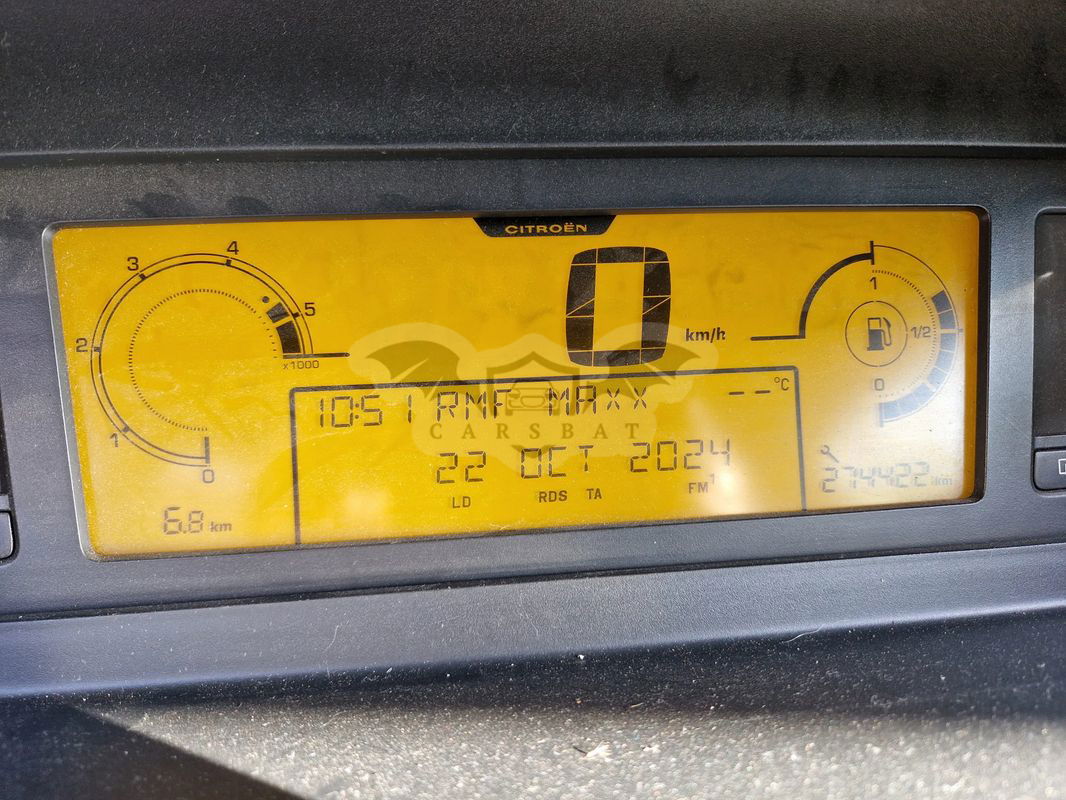 CITROËN
4
3
5
2
x1000
1
0
0 km/h
1
1/2
0
10:51 RMF MAXX --°C
22 OCT 2024
LD RDS TA FM1
6.8 km
274422 km
CARSBAT